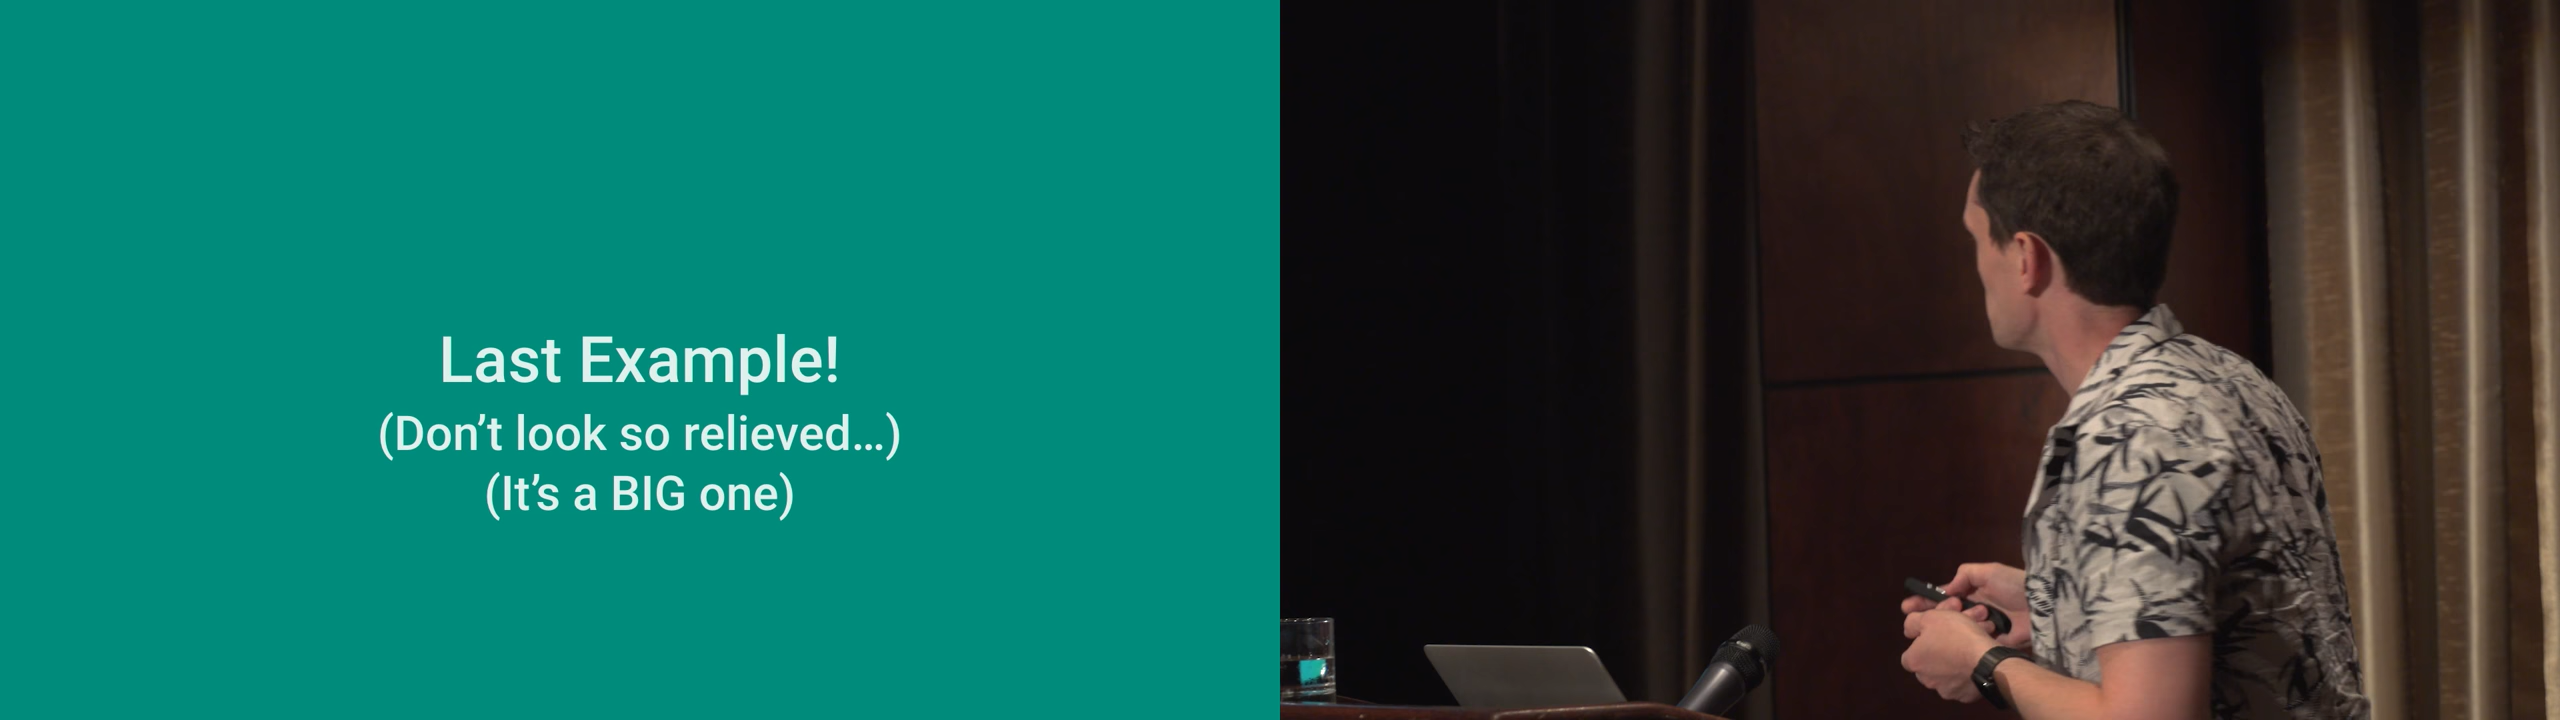 Last Example!
(Don’t look so relieved…)
(It’s a BIG one)